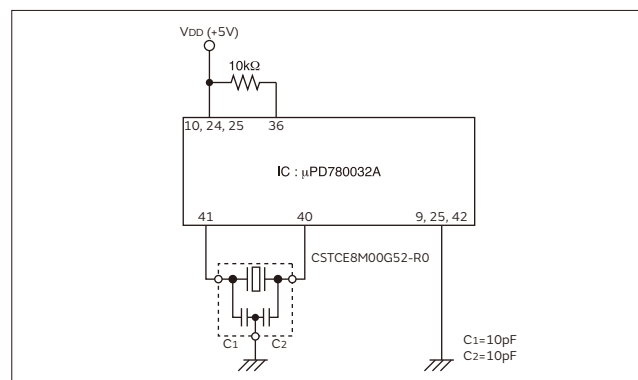 VDD (+5V)
10kΩ
10, 24, 25
36
IC : µPD780032A
41
40
9, 25, 42
CSTCE8M00G52-R0
C1
C2
C1=10pF
C2=10pF